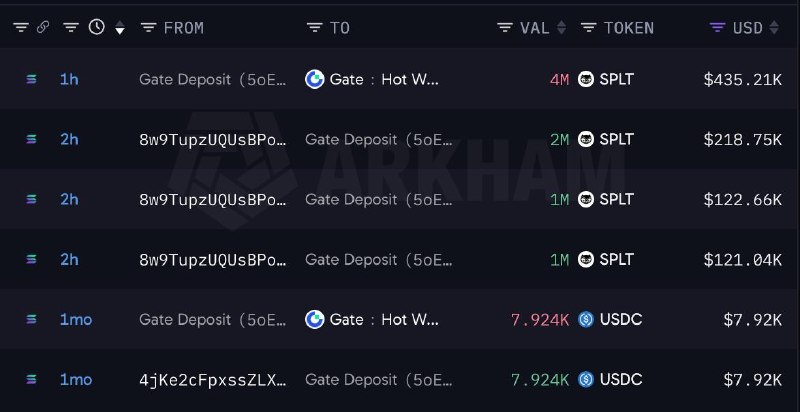 FROM TO VAL TOKEN USD
1h Gate Deposit (5oE… Gate : Hot W… 4M SPLT $435.21K
2h 8w9TupzUQUsBPo… Gate Deposit (5oE… 2M SPLT $218.75K
2h 8w9TupzUQUsBPo… Gate Deposit (5oE… 1M SPLT $122.66K
2h 8w9TupzUQUsBPo… Gate Deposit (5oE… 1M SPLT $121.04K
1mo Gate Deposit (5oE… Gate : Hot W… 7.924K USDC $7.92K
1mo 4jKe2cFpxssZLX… Gate Deposit (5oE… 7.924K USDC $7.92K
ARKHAM